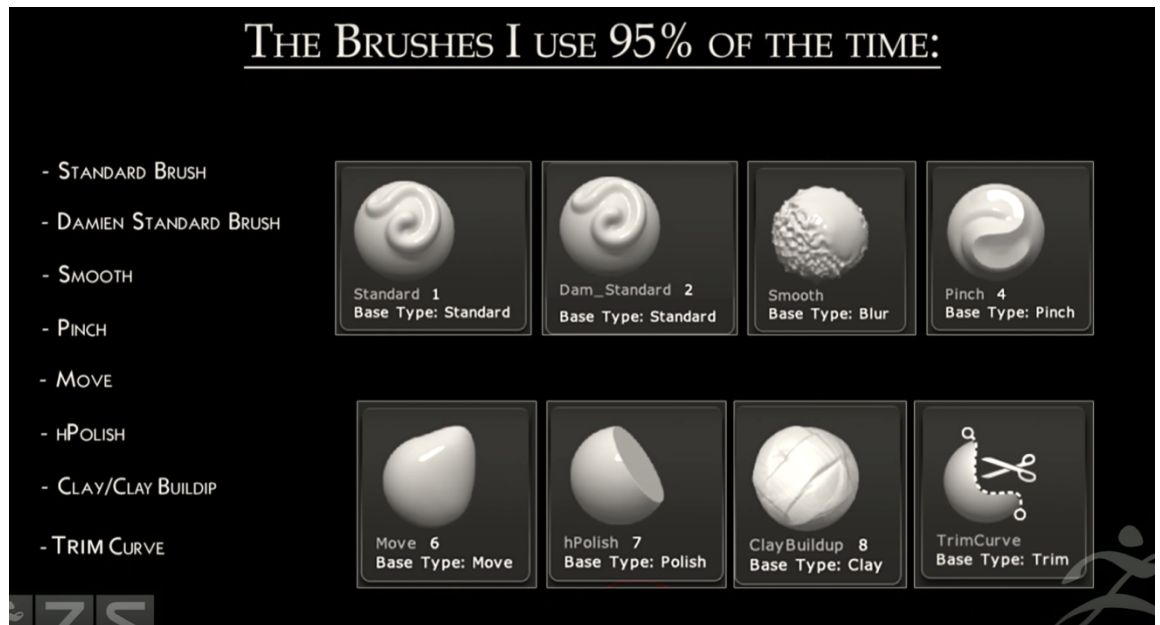 The Brushes I use 95% of the time:
- Standard Brush
- Damien Standard Brush
- Smooth
- Pinch
- Move
- hPolish
- Clay/Clay Buildip
- Trim Curve
Standard 1
Base Type: Standard
Dam_Standard 2
Base Type: Standard
Smooth
Base Type: Blur
Pinch 4
Base Type: Pinch
Move 6
Base Type: Move
hPolish 7
Base Type: Polish
ClayBuildup 8
Base Type: Clay
TrimCurve
Base Type: Trim